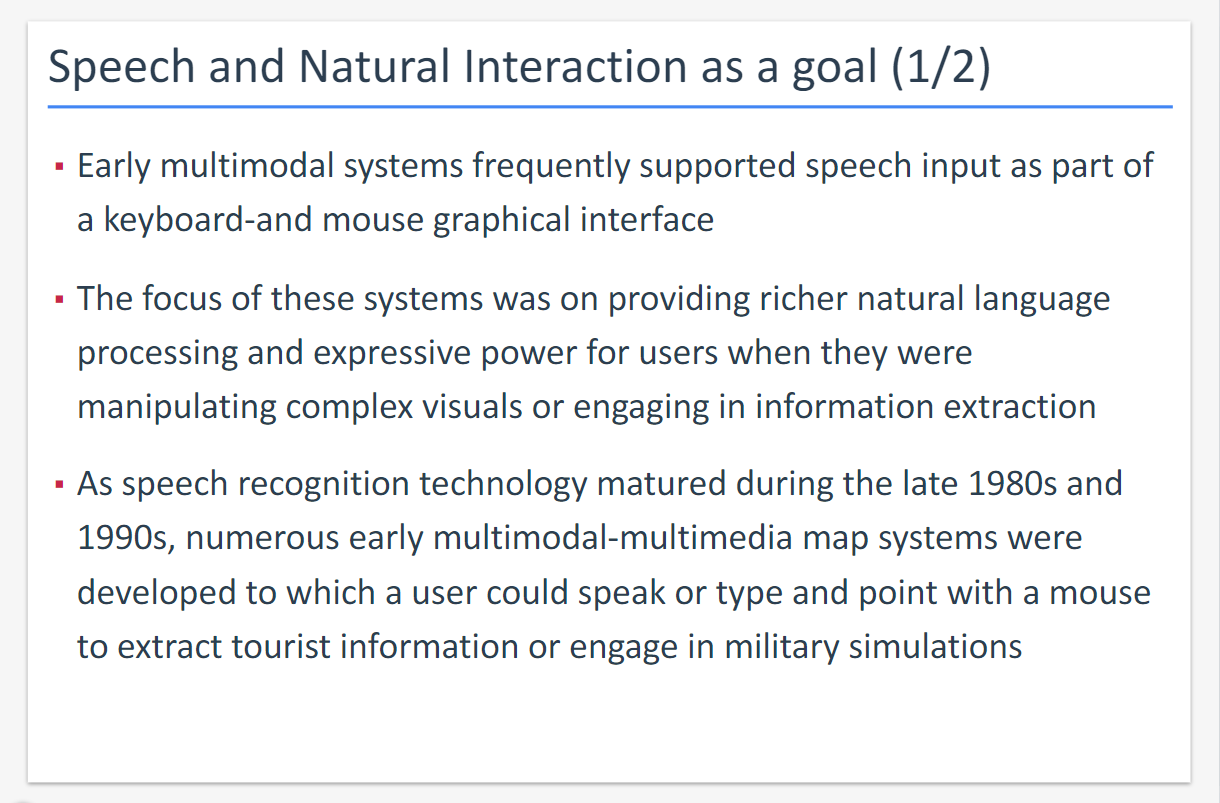 Speech and Natural Interaction as a goal (1/2)
▪ Early multimodal systems frequently supported speech input as part of
a keyboard-and mouse graphical interface
▪ The focus of these systems was on providing richer natural language
processing and expressive power for users when they were
manipulating complex visuals or engaging in information extraction
▪ As speech recognition technology matured during the late 1980s and
1990s, numerous early multimodal-multimedia map systems were
developed to which a user could speak or type and point with a mouse
to extract tourist information or engage in military simulations